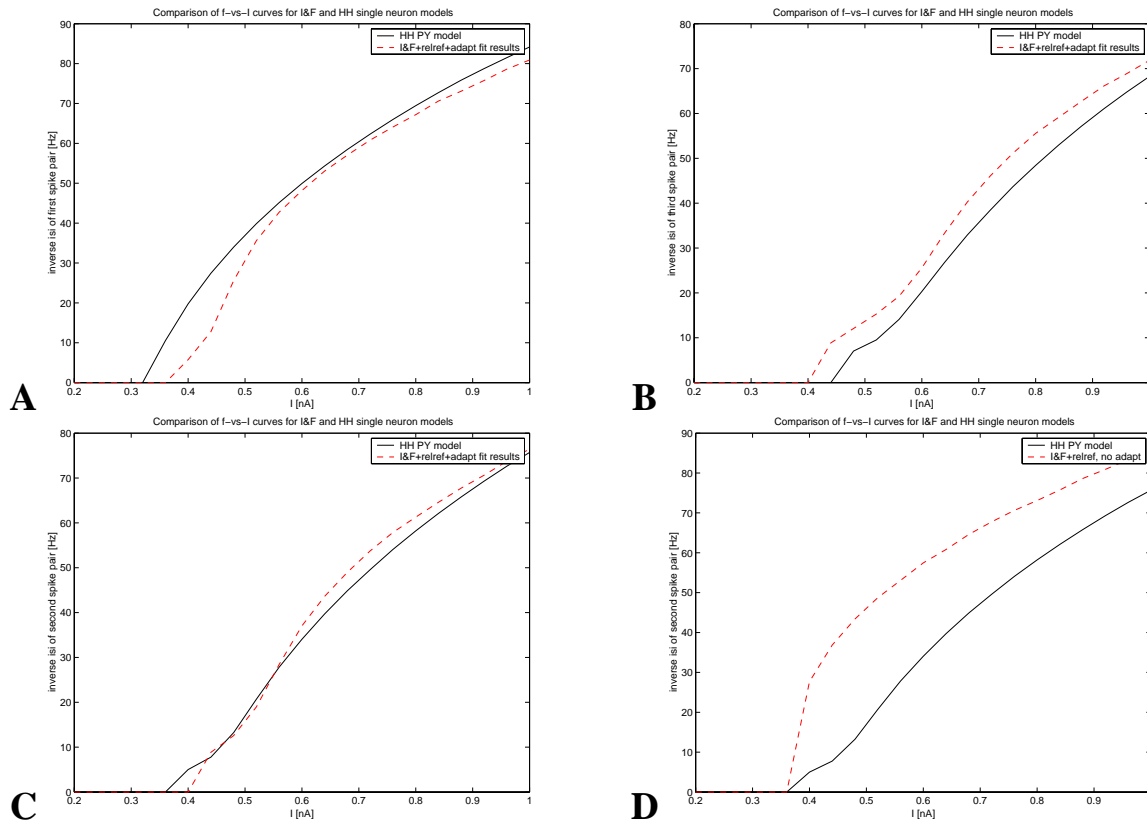 Comparison of f−vs−I curves for I&F and HH single neuron models
90
80
70
60
50
40
30
20
10
0
inverse isi of first spike pair [Hz]
HH PY model
I&F+relref+adapt fit results
0.2 0.3 0.4 0.5 0.6 0.7 0.8 0.9 1
I [nA]
A
Comparison of f−vs−I curves for I&F and HH single neuron models
80
70
60
50
40
30
20
10
0
inverse isi of third spike pair [Hz]
HH PY model
I&F+relref+adapt fit results
0.2 0.3 0.4 0.5 0.6 0.7 0.8 0.9
I [nA]
B
Comparison of f−vs−I curves for I&F and HH single neuron models
80
70
60
50
40
30
20
10
0
inverse isi of second spike pair [Hz]
HH PY model
I&F+relref+adapt fit results
0.2 0.3 0.4 0.5 0.6 0.7 0.8 0.9 1
I [nA]
C
Comparison of f−vs−I curves for I&F and HH single neuron models
90
80
70
60
50
40
30
20
10
0
inverse isi of second spike pair [Hz]
HH PY model
I&F+relref, no adapt
0.2 0.3 0.4 0.5 0.6 0.7 0.8 0.9
I [nA]
D